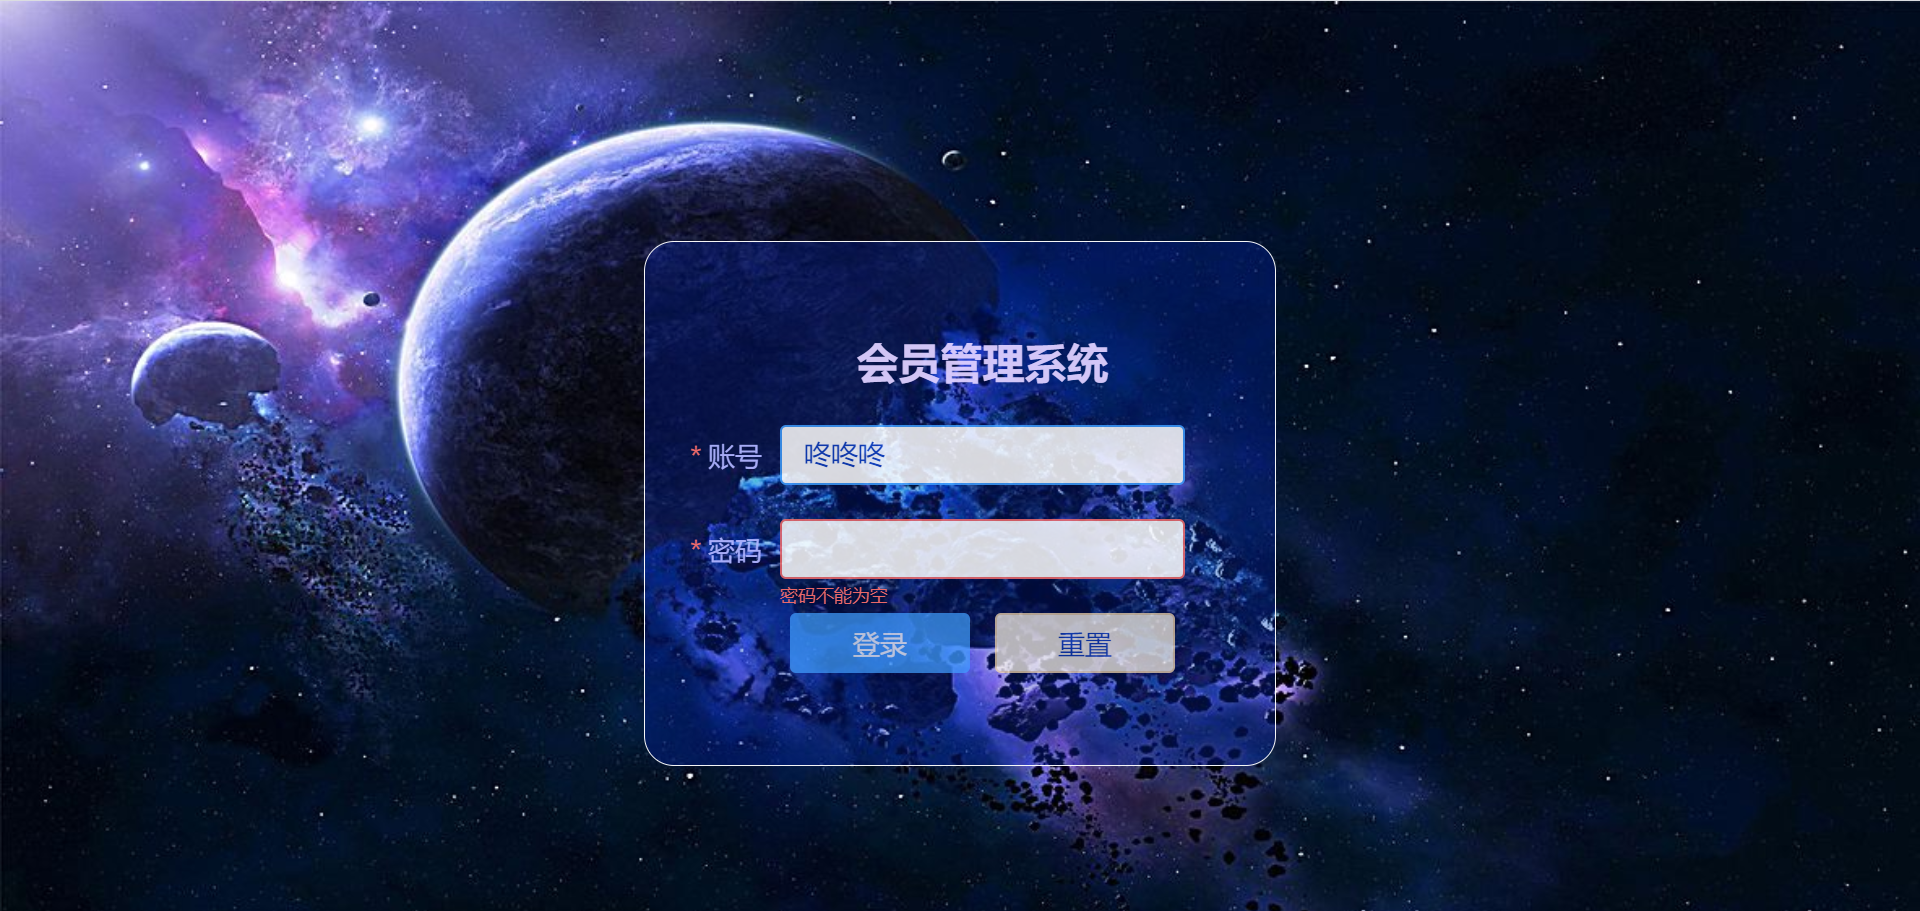 会员管理系统
* 账号 咚咚咚
* 密码
密码不能为空
登录 重置